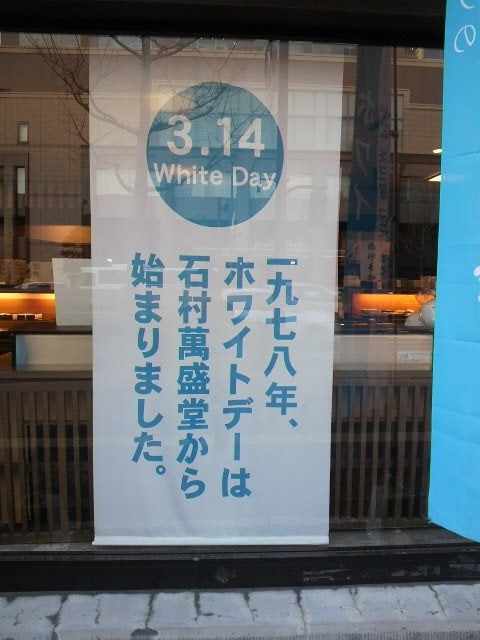 3.14
White Day
一九七八年、
ホワイトデーは
石村萬盛堂から
始まりました。
の